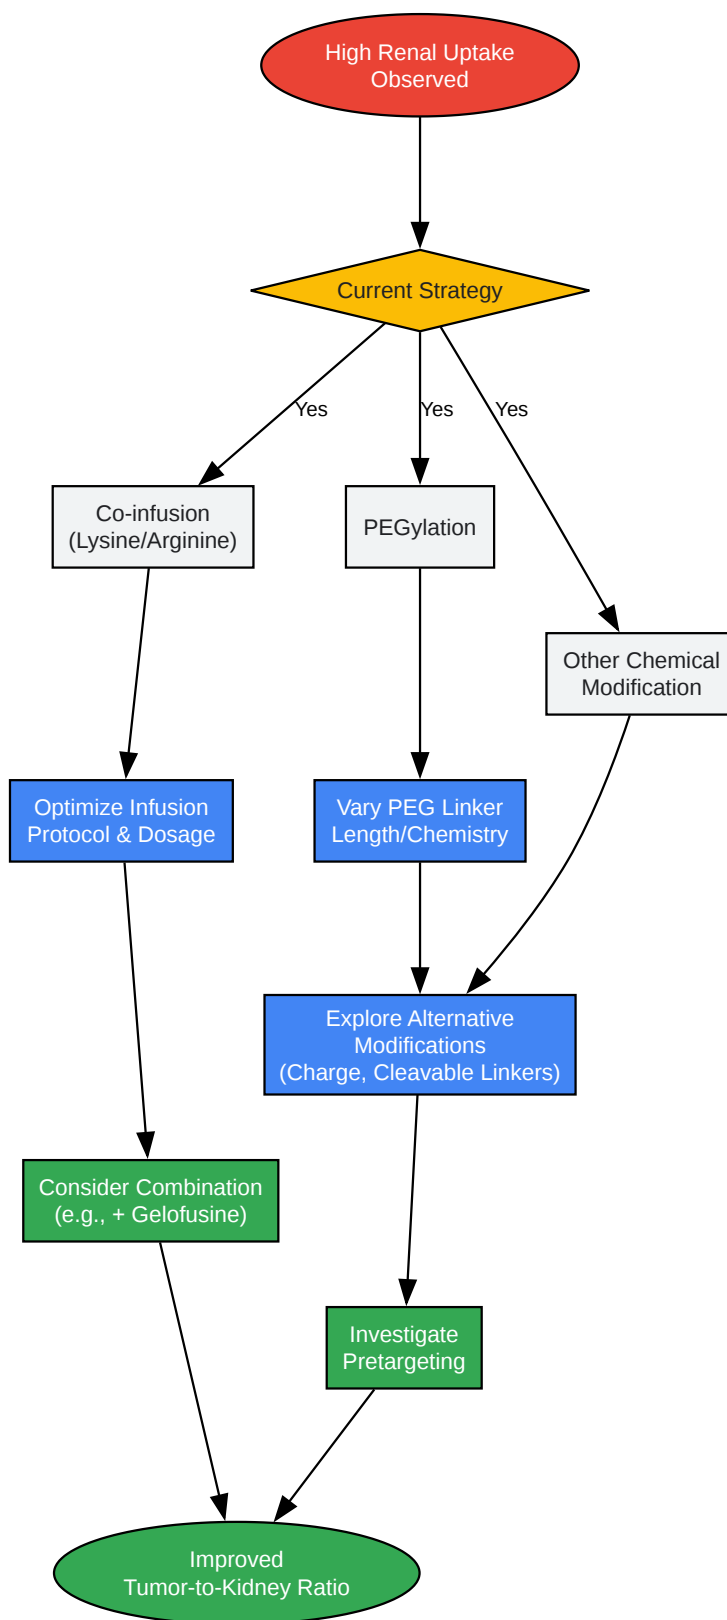 High Renal Uptake
Observed
Current Strategy
Yes
Yes
Yes
Co-infusion
(Lysine/Arginine)
PEGylation
Other Chemical
Modification
Optimize Infusion
Protocol & Dosage
Vary PEG Linker
Length/Chemistry
Explore Alternative
Modifications
(Charge, Cleavable Linkers)
Consider Combination
(e.g., + Gelofusine)
Investigate
Pretargeting
Improved
Tumor-to-Kidney Ratio